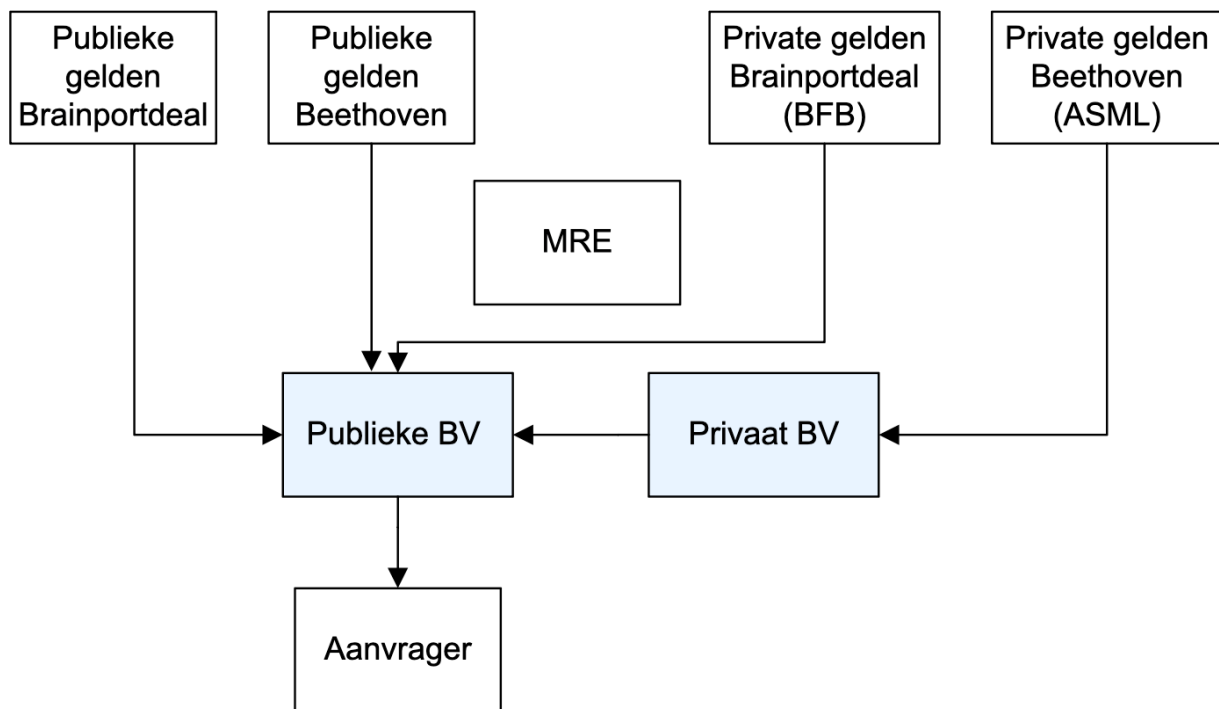 Publieke
gelden
Brainportdeal
Publieke
gelden
Beethoven
Private gelden
Brainportdeal
(BFB)
Private gelden
Beethoven
(ASML)
MRE
Publieke BV
Privaat BV
Aanvrager